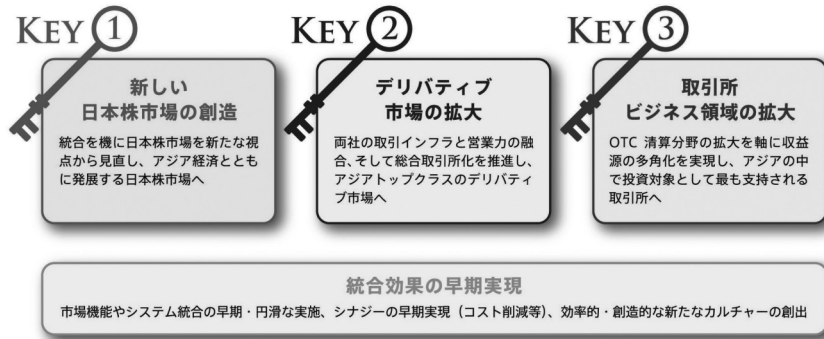 KEY 1
新しい
日本株市場の創造
統合を機に日本株市場を新たな視
点から見直し、アジア経済ととも
に発展する日本株市場へ
KEY 2
デリバティブ
市場の拡大
両社の取引インフラと営業力の融
合、そして総合取引所化を推進し、
アジアトップクラスのデリバティ
ブ市場へ
KEY 3
取引所
ビジネス領域の拡大
OTC 清算分野の拡大を軸に収益
源の多角化を実現し、アジアの中
で投資対象として最も支持される
取引所へ
統合効果の早期実現
市場機能やシステム統合の早期・円滑な実施、シナジーの早期実現（コスト削減等）、効率的・創造的な新たなカルチャーの創出